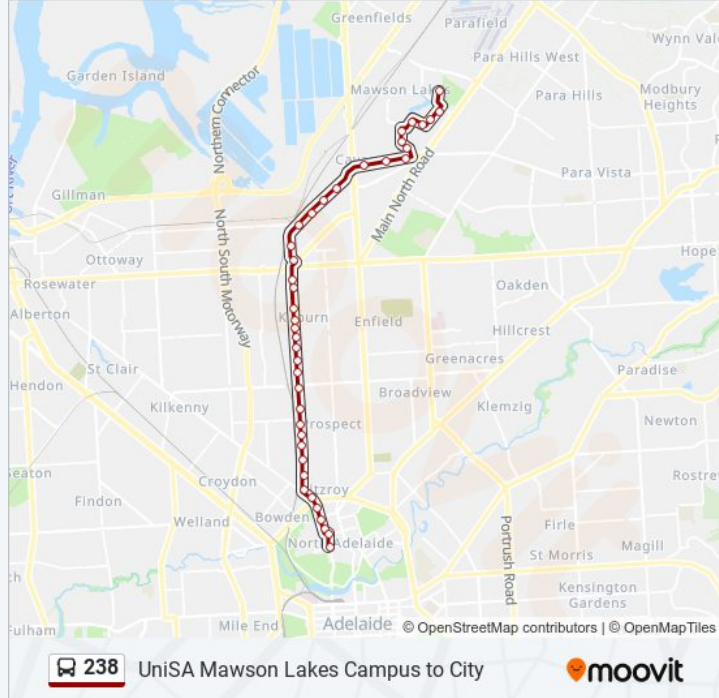 Greenfields
Parafield
Wynn Val
Para Hills West
Garden Island
Mawson Lakes
Modbury
Heights
Para Hills
Northern Connector
Cav
Para Vista
Gillman
Main North Road
North South Motorway
Ottoway
Hope
Rosewater
Oakden
Alberton
Kilburn
Enfield
Hillcrest
Greenacres
St Clair
Paradise
Hendon
Broadview
Kilkenny
Klemzig
Newton
Prospect
Seaton
Croydon
Rostrev
Findon
Fitzroy
Welland
Bowden
Portrush Road
Firle
North Adelaide
St Morris
Magill
Kensington
Gardens
Mile End
Adelaide
Fulham
© OpenStreetMap contributors | © OpenMapTiles
238 UniSA Mawson Lakes Campus to City
moovit